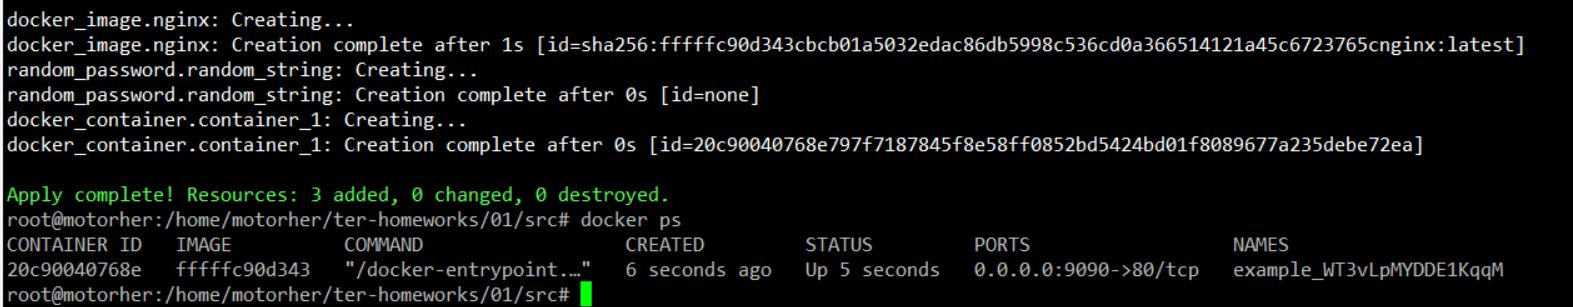 docker_image.nginx: Creating...
docker_image.nginx: Creation complete after 1s [id=sha256:fffffc90d343cbcb01a5032edac86db5998c536cd0a366514121a45c6723765cnginx:latest]
random_password.random_string: Creating...
random_password.random_string: Creation complete after 0s [id=none]
docker_container.container_1: Creating...
docker_container.container_1: Creation complete after 0s [id=20c90040768e797f7187845f8e58ff0852bd5424bd01f8089677a235debe72ea]
Apply complete! Resources: 3 added, 0 changed, 0 destroyed.
root@motorher:/home/motorher/ter-homeworks/01/src# docker ps
CONTAINER ID   IMAGE          COMMAND                  CREATED         STATUS         PORTS                  NAMES
20c90040768e   fffffc90d343   "/docker-entrypoint.…"   6 seconds ago   Up 5 seconds   0.0.0.0:9090->80/tcp   example_WT3vLpMYDDE1KqqM
root@motorher:/home/motorher/ter-homeworks/01/src#